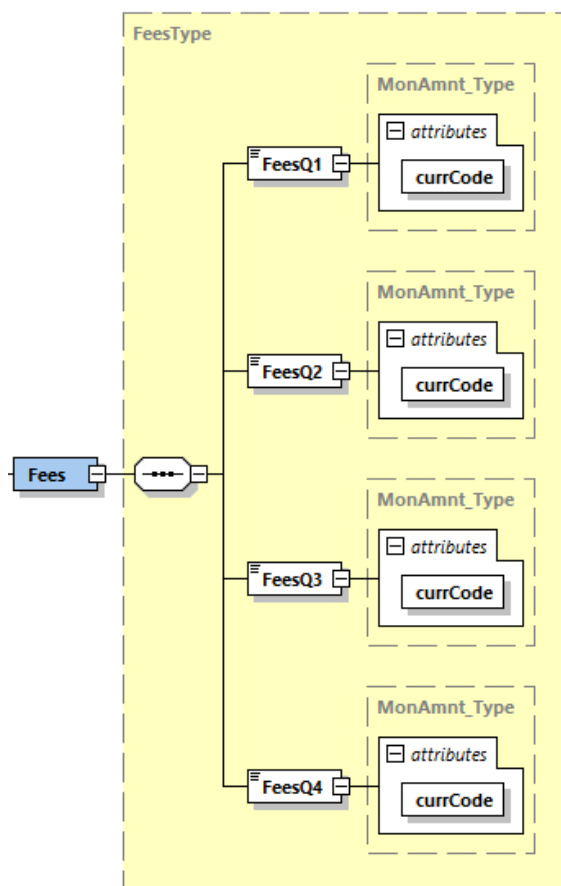 FeesType
MonAmnt_Type
attributes
FeesQ1
currCode
MonAmnt_Type
attributes
FeesQ2
currCode
Fees
MonAmnt_Type
attributes
FeesQ3
currCode
MonAmnt_Type
attributes
FeesQ4
currCode